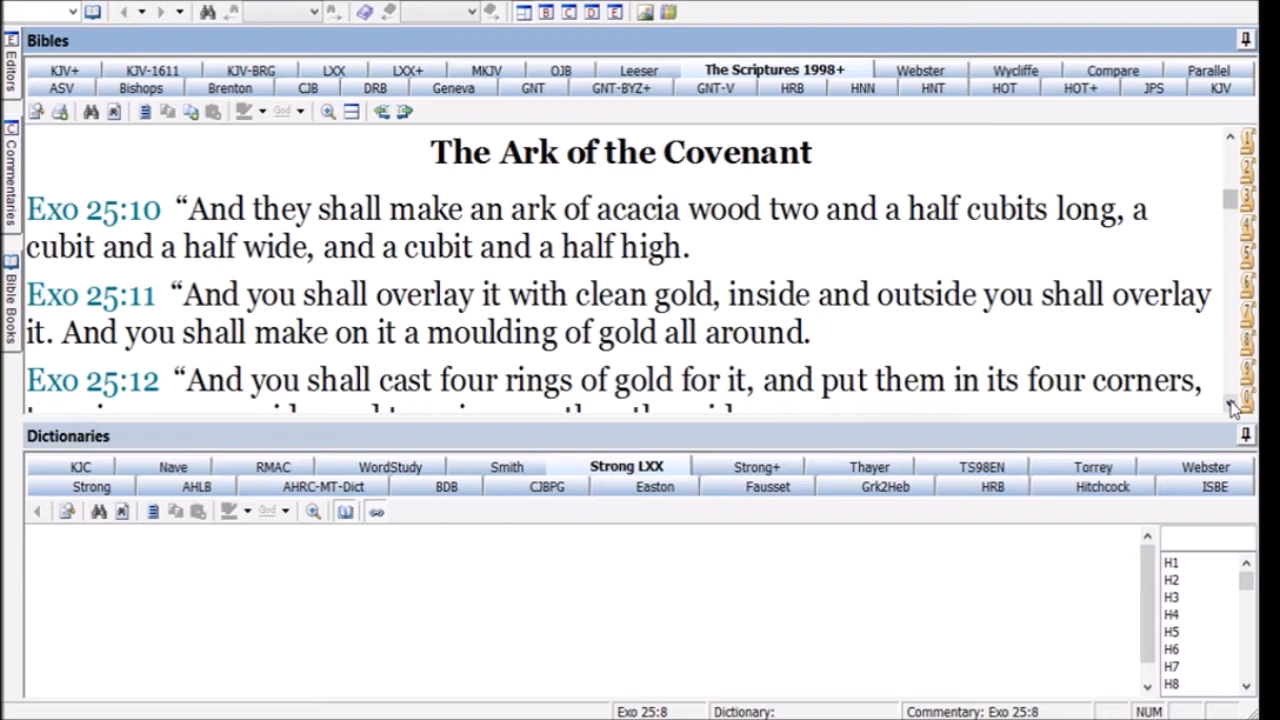 Bibles
KJV+ KJV-1611 KJV-BRG LXX LXX+ MKJV OJB Leeser The Scriptures 1998+ Webster Wycliffe Compare Parallel
ASV Bishops Brenton CJB DRB Geneva GNT GNT-BYZ+ GNT-V HRB HNN HNT HOT HOT+ JPS KJV
God
Editors
Commentaries
Bible Books
The Ark of the Covenant
Exo 25:10 “And they shall make an ark of acacia wood two and a half cubits long, a
cubit and a half wide, and a cubit and a half high.
Exo 25:11 “And you shall overlay it with clean gold, inside and outside you shall overlay
it. And you shall make on it a moulding of gold all around.
Exo 25:12 “And you shall cast four rings of gold for it, and put them in its four corners,
Dictionaries
KJC Nave RMAC WordStudy Smith Strong LXX Strong+ Thayer TS98EN Torrey Webster
Strong AHLB AHRC-MT-Dict BDB CJBPG Easton Fausset Grk2Heb HRB Hitchcock ISBE
God
H1
H2
H3
H4
H5
H6
H7
H8
Exo 25:8 Dictionary: Commentary: Exo 25:8 NUM